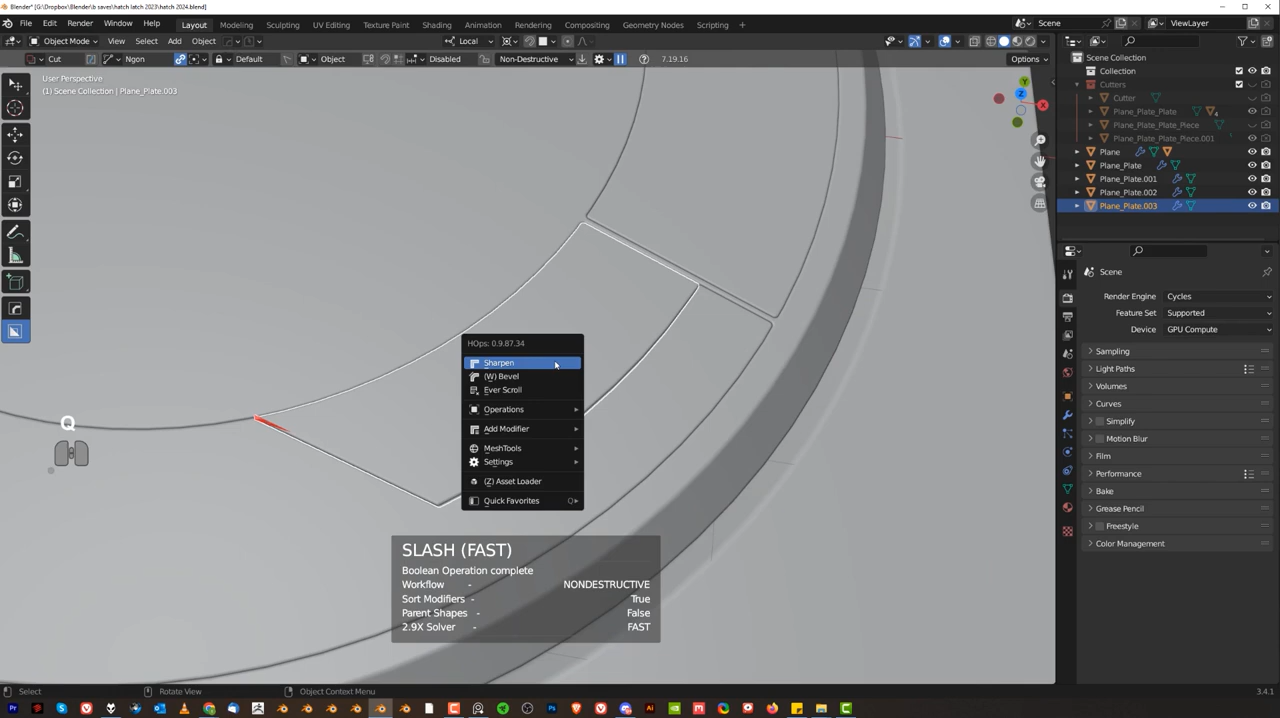 Blender* [G:\Dropbox\Blender\b saves\hatch latch 2023\hatch 2024.blend]
File Edit Render Window Help Layout Modeling Sculpting UV Editing Texture Paint Shading Animation Rendering Compositing Geometry Nodes Scripting + Scene ViewLayer
Object Mode View Select Add Object Local
Cut Ngon Default Object Disabled Non-Destructive 7.19.16 Options
User Perspective
(1) Scene Collection | Plane_Plate.003
Z
Y
X
Scene Collection
Collection
Cutters
Cutter
Plane_Plate_Plate 4
Plane_Plate_Plate_Piece
Plane_Plate_Plate_Piece.001
Plane
Plane_Plate
Plane_Plate.001
Plane_Plate.002
Plane_Plate.003
Scene
Render Engine Cycles
Feature Set Supported
Device GPU Compute
Sampling
Light Paths
Volumes
Curves
Simplify
Motion Blur
Film
Performance
Bake
Grease Pencil
Freestyle
Color Management
HOps: 0.9.87.34
Sharpen
(W) Bevel
Ever Scroll
Operations
Add Modifier
MeshTools
Settings
(Z) Asset Loader
Quick Favorites Q
Q
SLASH (FAST)
Boolean Operation complete
Workflow - NONDESTRUCTIVE
Sort Modifiers - True
Parent Shapes - False
2.9X Solver - FAST
Select Rotate View Object Context Menu 3.4.1